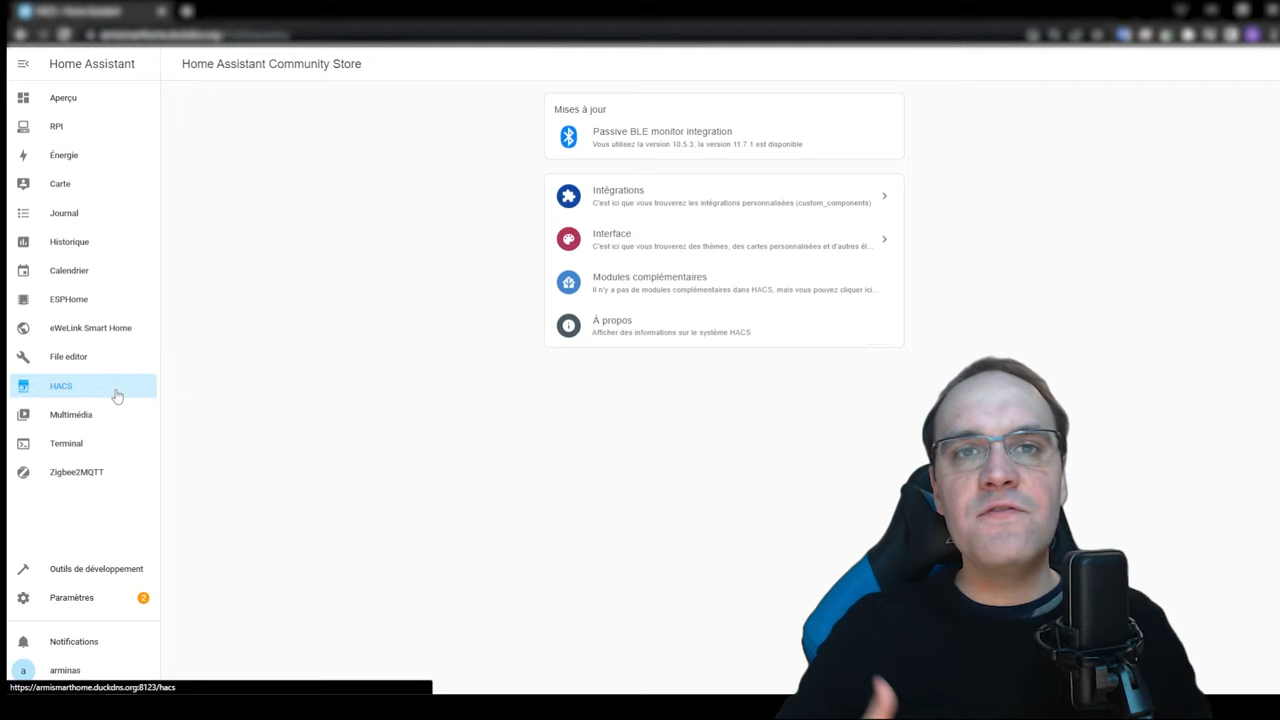 Home Assistant
Home Assistant Community Store
Aperçu
RPI
Énergie
Carte
Journal
Historique
Calendrier
ESPHome
eWeLink Smart Home
File editor
HACS
Multimédia
Terminal
Zigbee2MQTT
Outils de développement
Paramètres
2
Notifications
a
arminas
https://armismarthome.duckdns.org:8123/hacs
Mises à jour
Passive BLE monitor integration
Vous utilisez la version 10.5.3, la version 11.7.1 est disponible
Intégrations
C'est ici que vous trouverez les intégrations personnalisées (custom_components)
Interface
C'est ici que vous trouverez des thèmes, des cartes personnalisées et d'autres él...
Modules complémentaires
Il n'y a pas de modules complémentaires dans HACS, mais vous pouvez cliquer ici...
À propos
Afficher des informations sur le système HACS